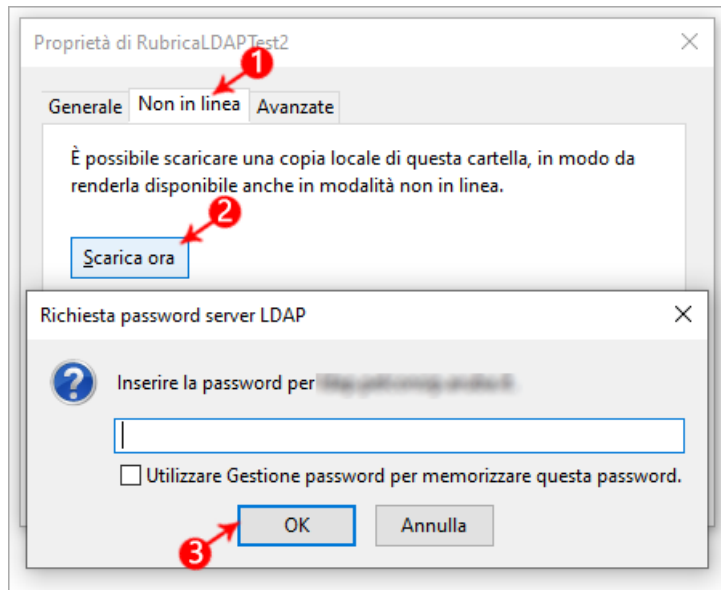 Proprietà di RubricaLDAPTest2
1
Generale Non in linea Avanzate
È possibile scaricare una copia locale di questa cartella, in modo da
renderla disponibile anche in modalità non in linea.
2
Scarica ora
Richiesta password server LDAP
Inserire la password per
Utilizzare Gestione password per memorizzare questa password.
OK Annulla
3